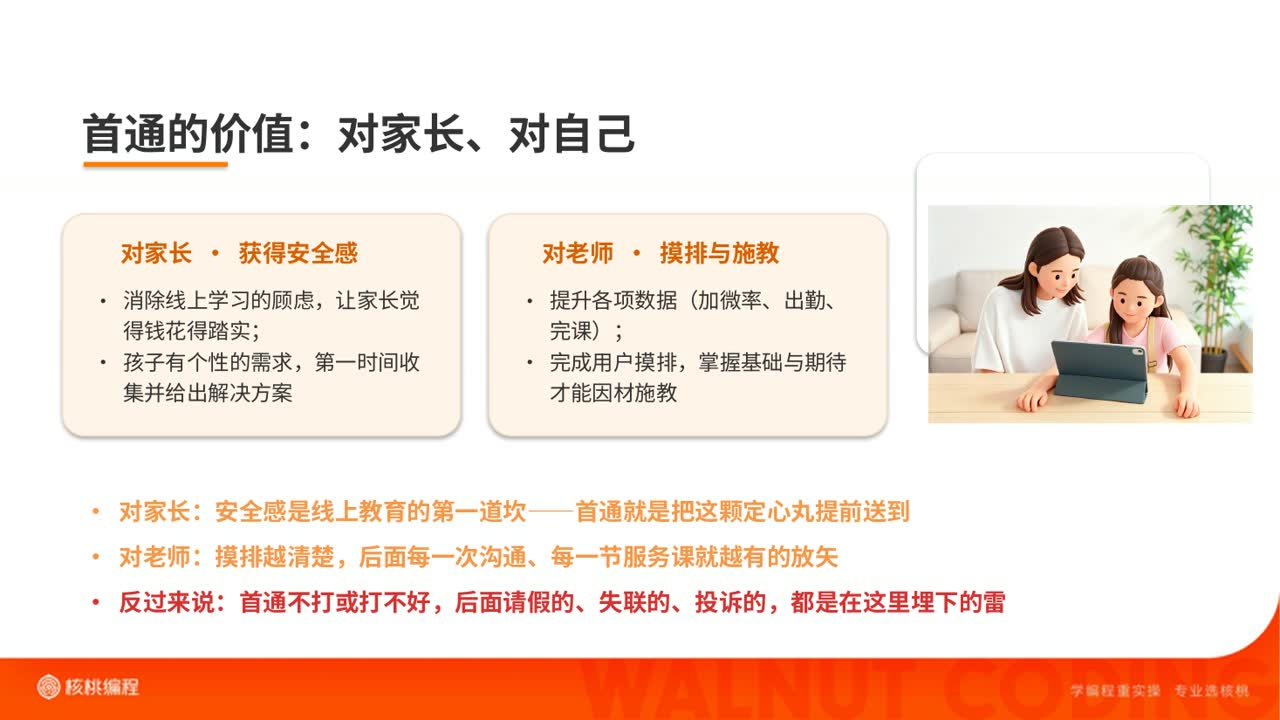 首通的价值：对家长、对自己
对家长 · 获得安全感
• 消除线上学习的顾虑，让家长觉
得钱花得踏实；
• 孩子有个性的需求，第一时间收
集并给出解决方案
对老师 · 摸排与施教
• 提升各项数据（加微率、出勤、
完课）；
• 完成用户摸排，掌握基础与期待
才能因材施教
• 对家长：安全感是线上教育的第一道坎——首通就是把这颗定心丸提前送到
• 对老师：摸排越清楚，后面每一次沟通、每一节服务课就越有的放矢
• 反过来说：首通不打或打不好，后面请假的、失联的、投诉的，都是在这里埋下的雷
核桃编程
WALNUT CODING
学编程重实操 专业选核桃